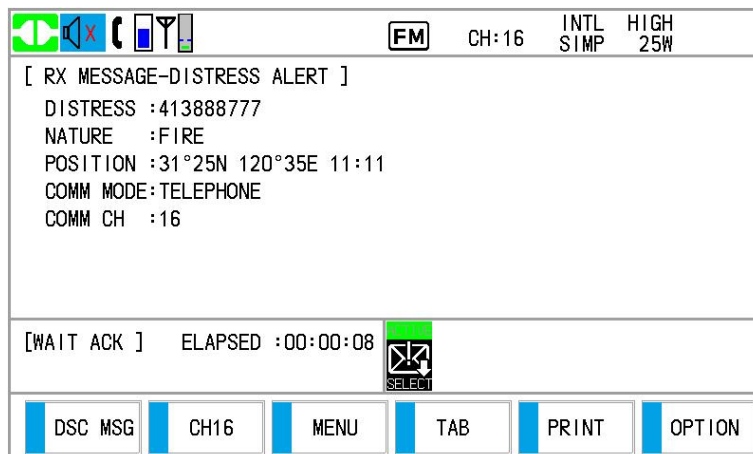 FM CH:16 INTL HIGH
SIMP 25W
[ RX MESSAGE-DISTRESS ALERT ]
DISTRESS :413888777
NATURE :FIRE
POSITION :31°25N 120°35E 11:11
COMM MODE:TELEPHONE
COMM CH :16
[WAIT ACK ] ELAPSED :00:00:08
SELECT
DSC MSG CH16 MENU TAB PRINT OPTION